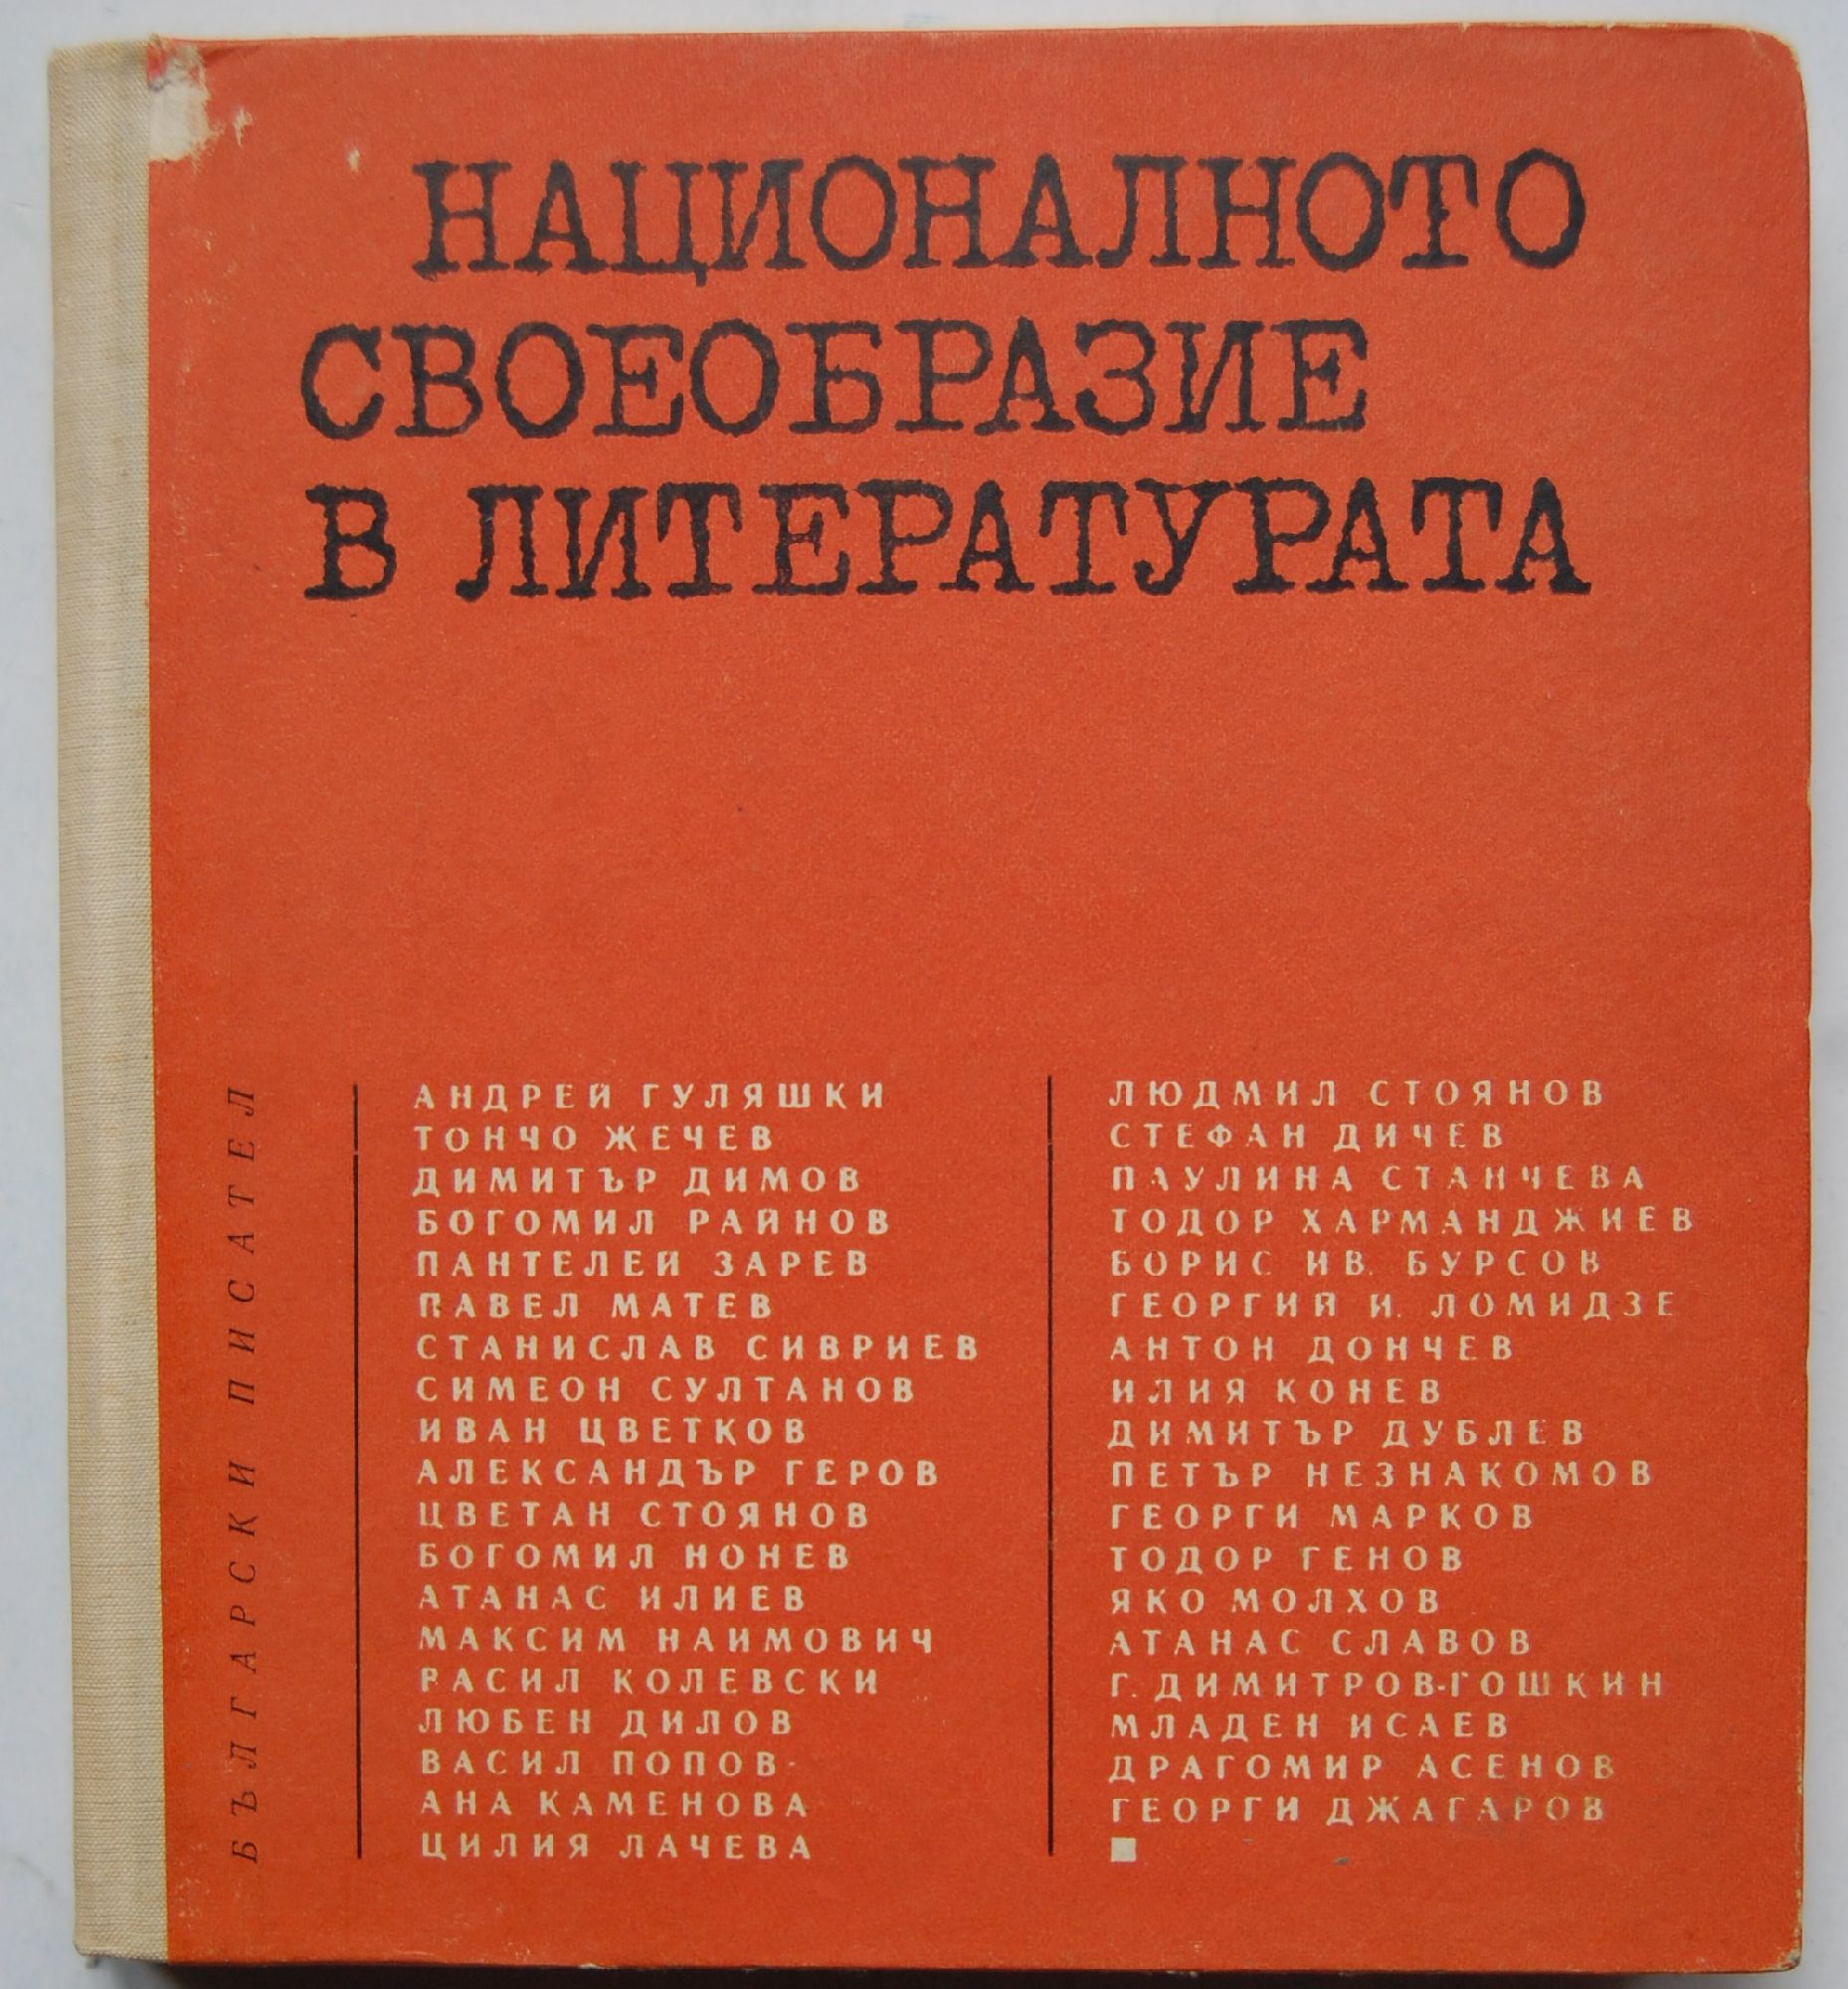 НАЦИОНАЛНОТО
СВОЕОБРАЗИЕ
В ЛИТЕРАТУРАТА
БЪЛГАРСКИ ПИСАТЕЛ
АНДРЕЙ ГУЛЯШКИ
ТОНЧО ЖЕЧЕВ
ДИМИТЪР ДИМОВ
БОГОМИЛ РАЙНОВ
ПАНТЕЛЕЙ ЗАРЕВ
ПАВЕЛ МАТЕВ
СТАНИСЛАВ СИВРИЕВ
СИМЕОН СУЛТАНОВ
ИВАН ЦВЕТКОВ
АЛЕКСАНДЪР ГЕРОВ
ЦВЕТАН СТОЯНОВ
БОГОМИЛ НОНЕВ
АТАНАС ИЛИЕВ
МАКСИМ НАИМОВИЧ
ВАСИЛ КОЛЕВСКИ
ЛЮБЕН ДИЛОВ
ВАСИЛ ПОПОВ
АНА КАМЕНОВА
ЦИЛИЯ ЛАЧЕВА
ЛЮДМИЛ СТОЯНОВ
СТЕФАН ДИЧЕВ
ПАУЛИНА СТАНЧЕВА
ТОДОР ХАРМАНДЖИЕВ
БОРИС ИВ. БУРСОВ
ГЕОРГИЙ И. ЛОМИДЗЕ
АНТОН ДОНЧЕВ
ИЛИЯ КОНЕВ
ДИМИТЪР ДУБЛЕВ
ПЕТЪР НЕЗНАКОМОВ
ГЕОРГИ МАРКОВ
ТОДОР ГЕНОВ
ЯКО МОЛХОВ
АТАНАС СЛАВОВ
Г. ДИМИТРОВ-ГОШКИН
МЛАДЕН ИСАЕВ
ДРАГОМИР АСЕНОВ
ГЕОРГИ ДЖАГАРОВ